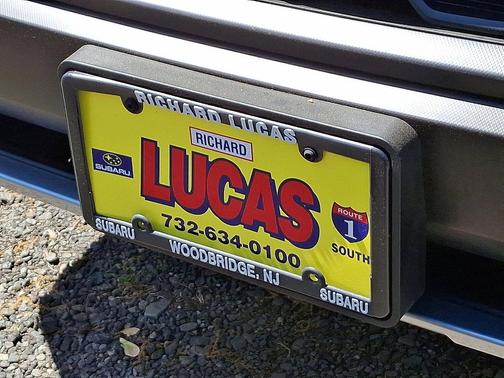 RICHARD LUCAS
RICHARD
LUCAS
SUBARU
732-634-0100
ROUTE
1
SOUTH
SUBARU
WOODBRIDGE, NJ
SUBARU